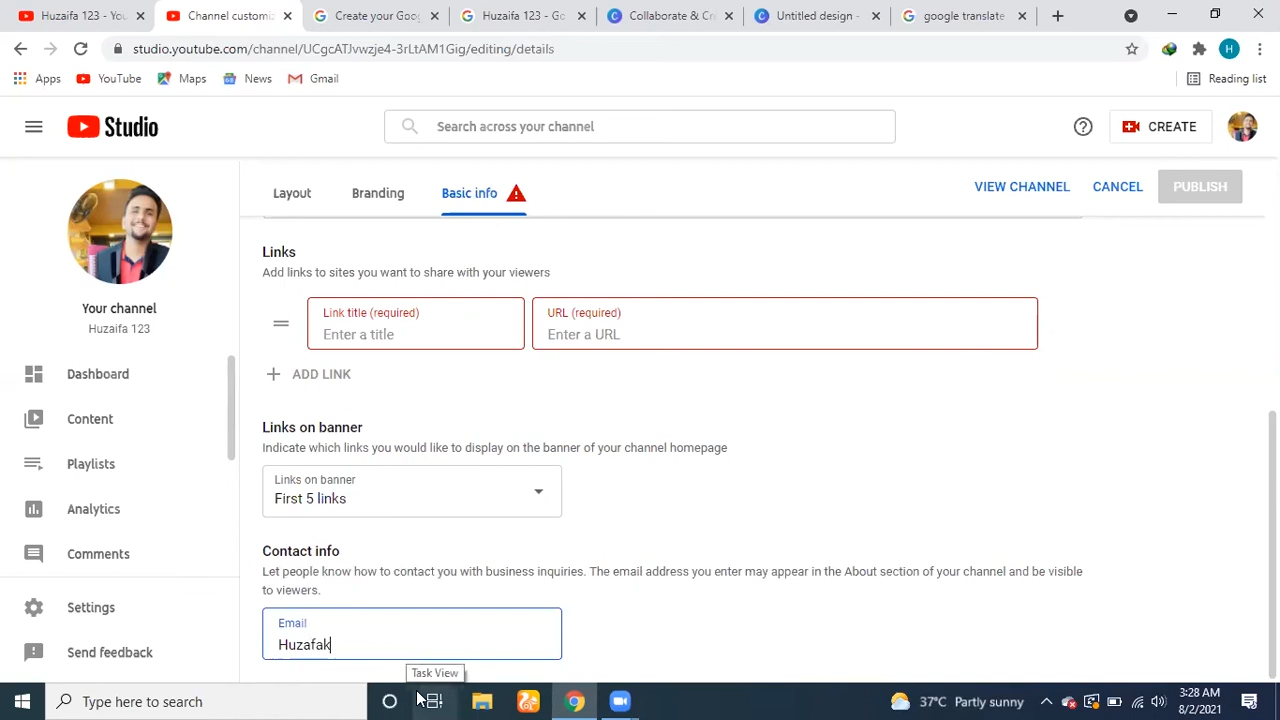 Huzaifa 123 - You
Channel customiz
Create your Goog
Huzaifa 123 - Go
Collaborate & Cr
Untitled design -
google translate
studio.youtube.com/channel/UCgcATJvwzje4-3rLtAM1Gig/editing/details
H
Apps
YouTube
Maps
News
Gmail
Reading list
Studio
Search across your channel
CREATE
Layout
Branding
Basic info
VIEW CHANNEL
CANCEL
PUBLISH
Your channel
Huzaifa 123
Dashboard
Content
Playlists
Analytics
Comments
Settings
Send feedback
Links
Add links to sites you want to share with your viewers
Link title (required)
Enter a title
URL (required)
Enter a URL
ADD LINK
Links on banner
Indicate which links you would like to display on the banner of your channel homepage
Links on banner
First 5 links
Contact info
Let people know how to contact you with business inquiries. The email address you enter may appear in the About section of your channel and be visible
to viewers.
Email
Huzafak
Task View
Type here to search
37°C Partly sunny
3:28 AM
8/2/2021